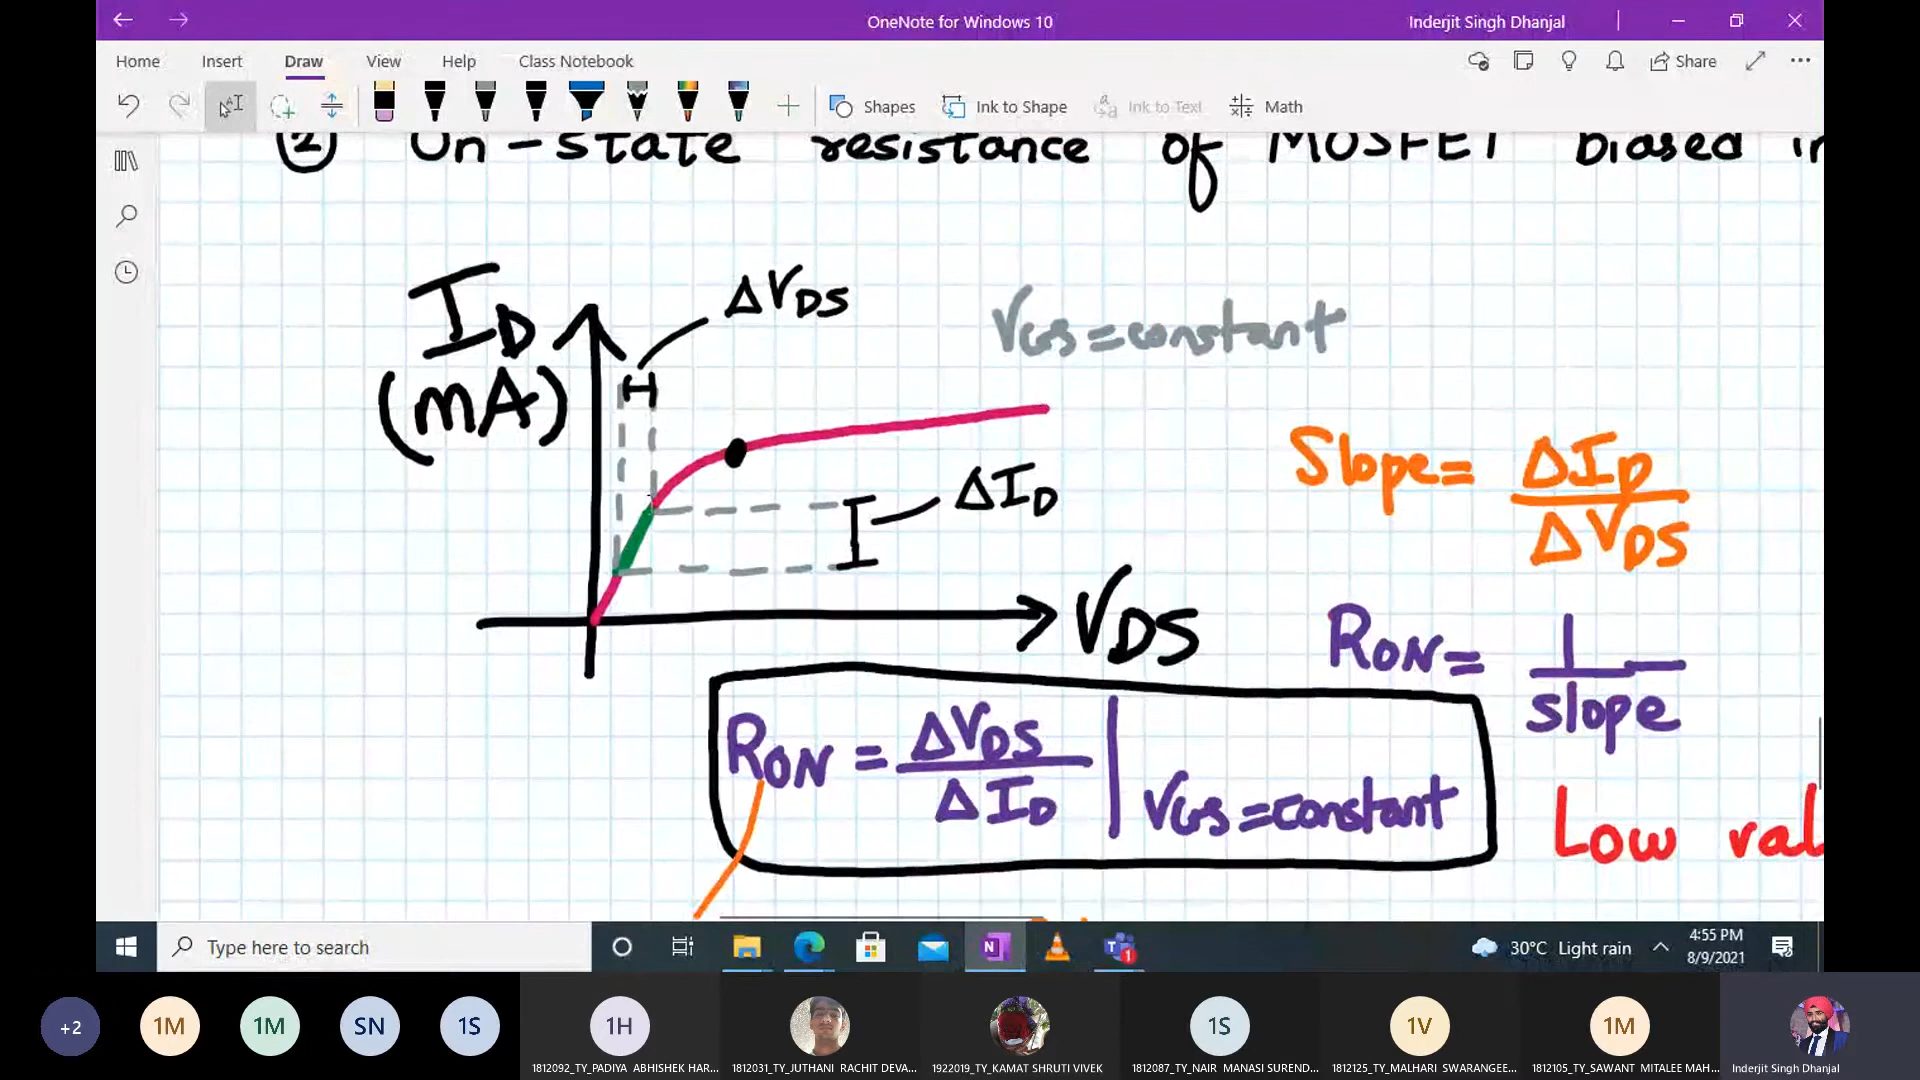 OneNote for Windows 10
Inderjit Singh Dhanjal
Home Insert Draw View Help Class Notebook
Share
Shapes Ink to Shape Ink to Text Math
② On-state resistance of MOSFET biased in
ΔVDS
VGS=constant
ID
(mA)
ΔID
Slope= ΔID
ΔVDS
VDS
RON= 1
slope
RON = ΔVDS
ΔID
VGS=constant
Low val
Type here to search
N
1
30°C Light rain
4:55 PM
8/9/2021
+2
1M
1M
SN
1S
1H
1S
1V
1M
1812092_TY_PADIYA ABHISHEK HAR...
1812031_TY_JUTHANI RACHIT DEVA...
1922019_TY_KAMAT SHRUTI VIVEK
1812087_TY_NAIR MANASI SUREND...
1812125_TY_MALHARI SWARANGEE...
1812105_TY_SAWANT MITALEE MAH...
Inderjit Singh Dhanjal